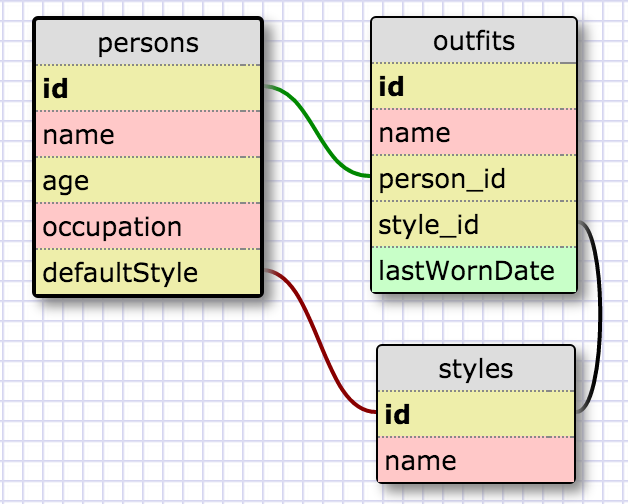 persons
id
name
age
occupation
defaultStyle
outfits
id
name
person_id
style_id
lastWornDate
styles
id
name